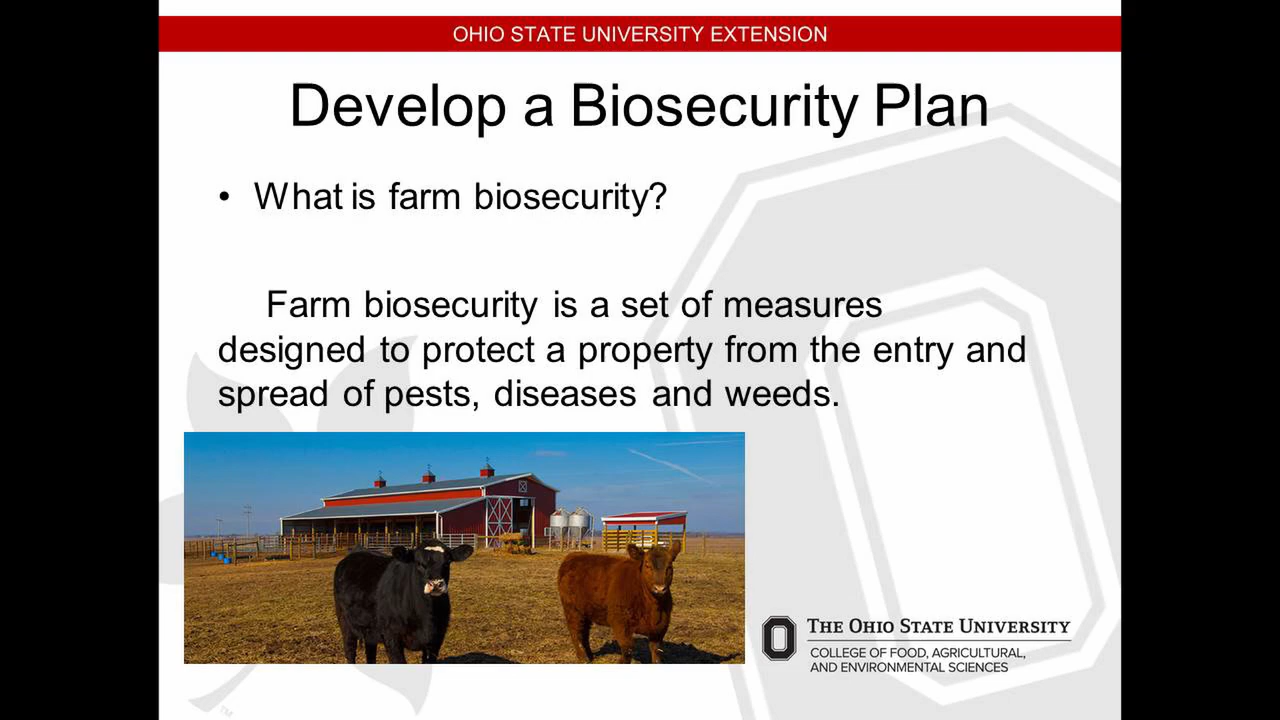 OHIO STATE UNIVERSITY EXTENSION
Develop a Biosecurity Plan
• What is farm biosecurity?
Farm biosecurity is a set of measures
designed to protect a property from the entry and
spread of pests, diseases and weeds.
THE OHIO STATE UNIVERSITY
COLLEGE OF FOOD, AGRICULTURAL,
AND ENVIRONMENTAL SCIENCES
TM